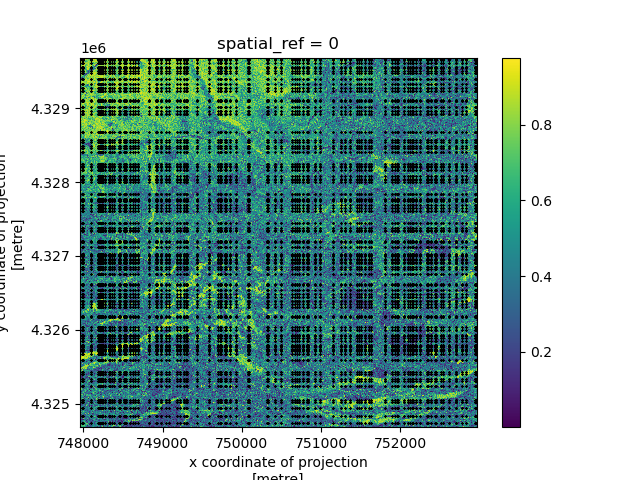 spatial_ref = 0
1e6
4.329
4.328
4.327
4.326
4.325
y coordinate of projection
[metre]
748000 749000 750000 751000 752000
x coordinate of projection
[metre]
0.8
0.6
0.4
0.2